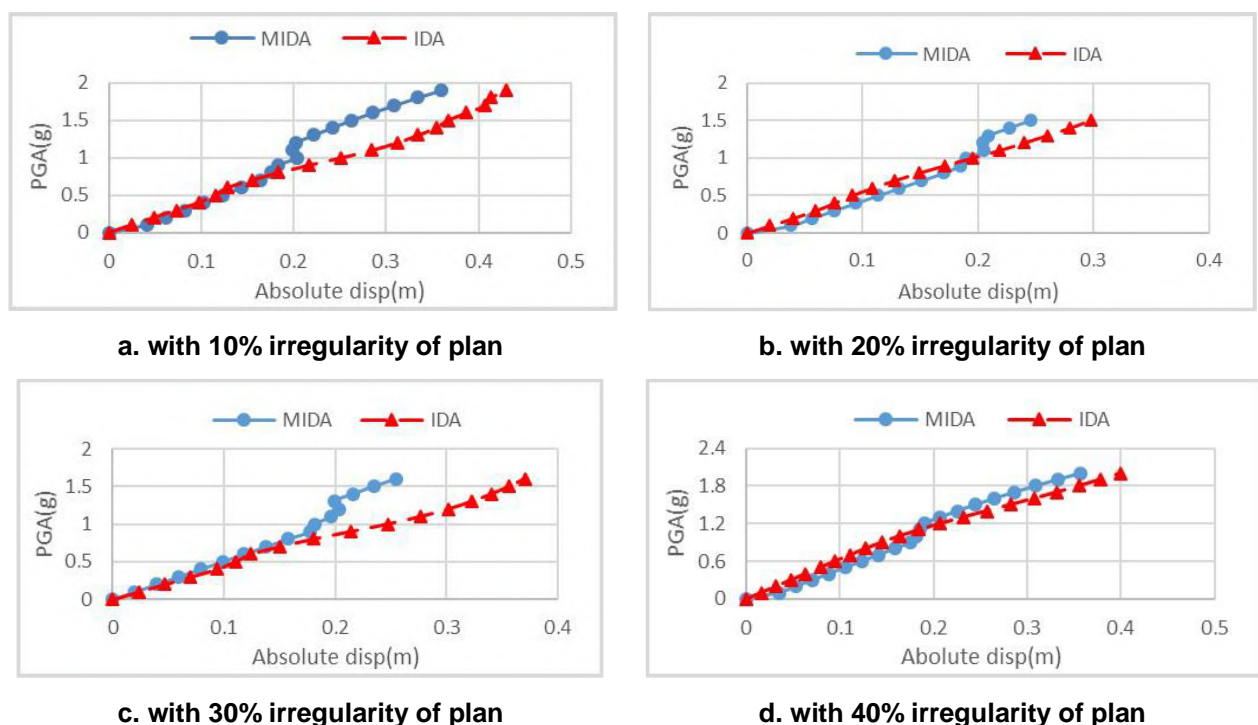 MIDA IDA
PGA(g)
2
1.5
1
0.5
0
0 0.1 0.2 0.3 0.4 0.5
Absolute disp(m)
a. with 10% irregularity of plan
MIDA IDA
PGA(g)
2
1.5
1
0.5
0
0 0.1 0.2 0.3 0.4
Absolute disp(m)
b. with 20% irregularity of plan
MIDA IDA
PGA(g)
2
1.5
1
0.5
0
0 0.1 0.2 0.3 0.4
Absolute disp(m)
c. with 30% irregularity of plan
MIDA IDA
PGA(g)
2.4
1.8
1.2
0.6
0
0 0.1 0.2 0.3 0.4 0.5
Abolute disp(m)
d. with 40% irregularity of plan